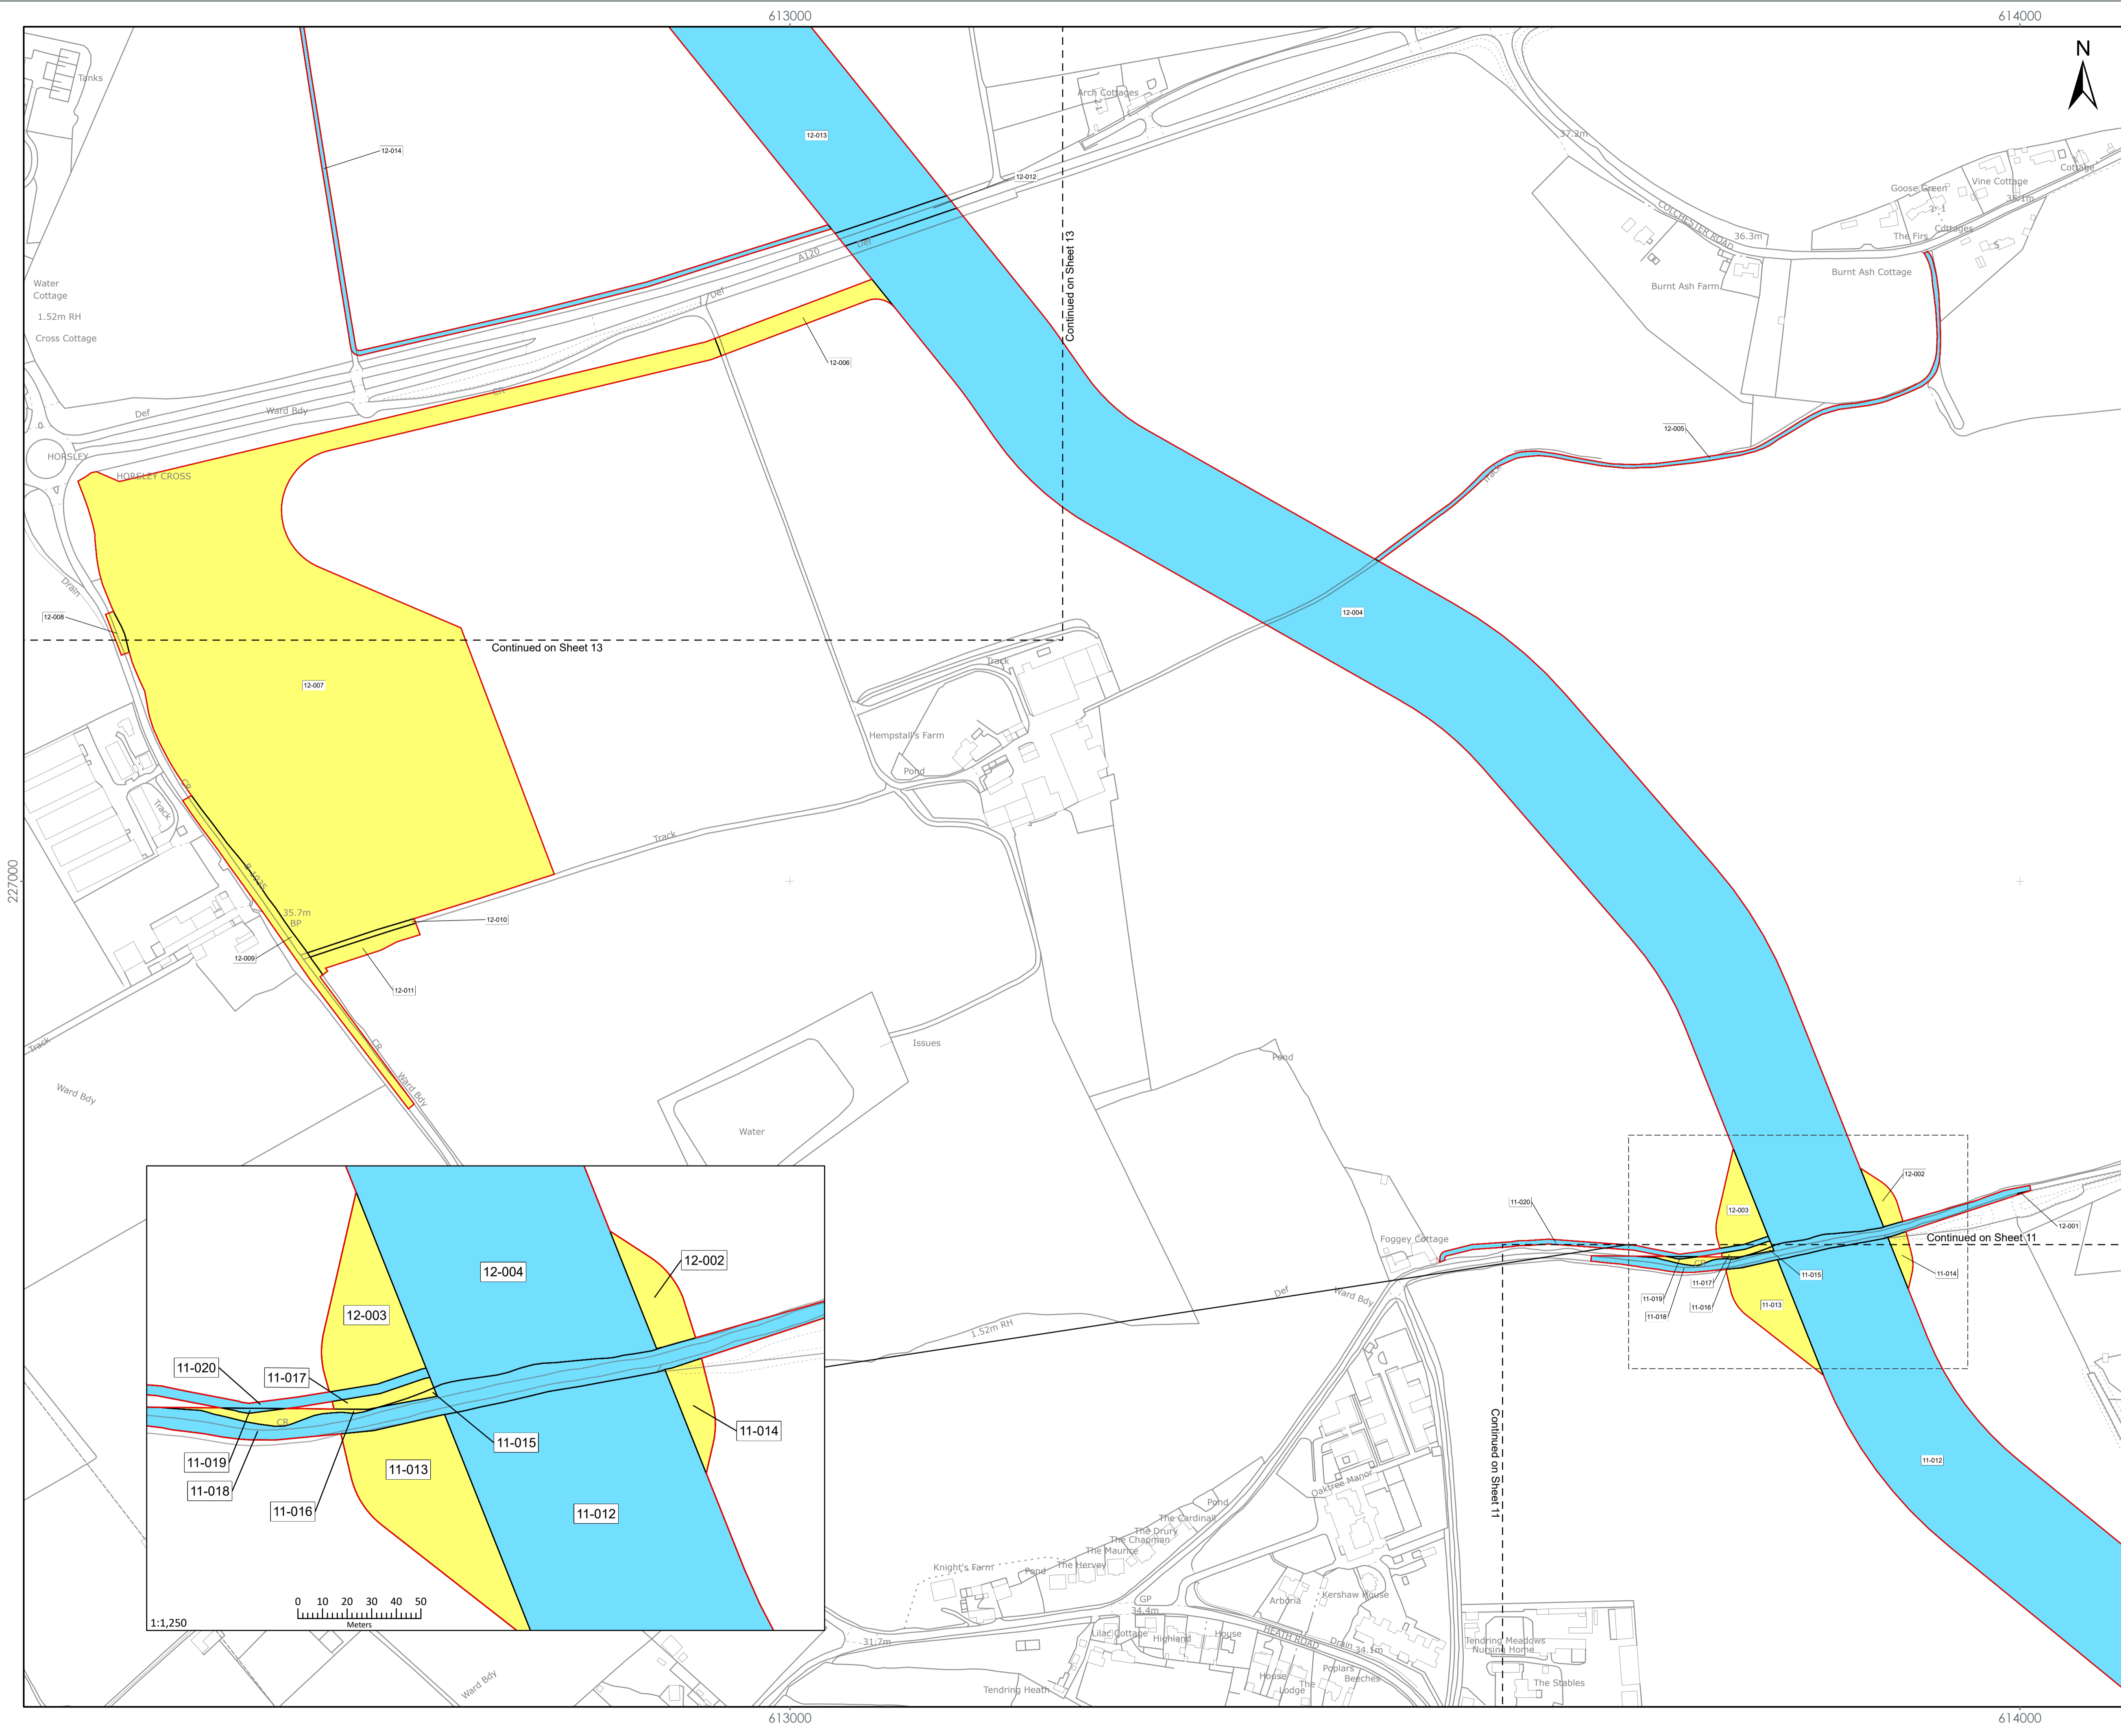 613000
614000
N
Tanks
Arch Cottages
12-013
37.2m
12-014
Cottage
12-012
Vine Cottage
Goose Green
35.1m
COLCHESTER ROAD
2 1
Cottages
The Firs
36.3m
Def
A120
Continued on Sheet 13
Burnt Ash Cottage
Burnt Ash Farm
Water
Cottage
1.52m RH
Cross Cottage
Def
12-006
CR
Ward Bdy
Def
12-005
HORSLEY
HORSLEY CROSS
Track
Drain
12-008
12-004
Continued on Sheet 13
Track
12-007
Hempstall's Farm
Pond
CR
Track
Track
B 1035
227000
35.7m
BP
12-010
12-009
12-011
CR
Track
Issues
Pond
Ward Bdy
Ward Bdy
Water
12-002
11-020
12-003
12-001
Foggey Cottage
Continued on Sheet 11
CR
11-015
11-014
11-017
11-019
11-016
11-013
11-018
Def
Ward Bdy
1.52m RH
12-002
12-004
12-003
11-020
11-017
CR
11-014
11-015
11-019
11-013
11-018
11-016
11-012
0 10 20 30 40 50
Meters
1:1,250
Continued on Sheet 11
11-012
Oaktree Manor
Pond
The Cardinall
The Drury
The Chapman
The Maurice
The Hervey
Knight's Farm
Pond
Kershaw House
Arboria
GP
34.4m
Lilac Cottage
Highland
House
HEATH ROAD
Drain
34.1m
31.7m
Tendring Meadows
Nursing Home
Poplars
Beeches
House
The
Lodge
The Stables
Tendring Heath
Ward Bdy
613000
614000